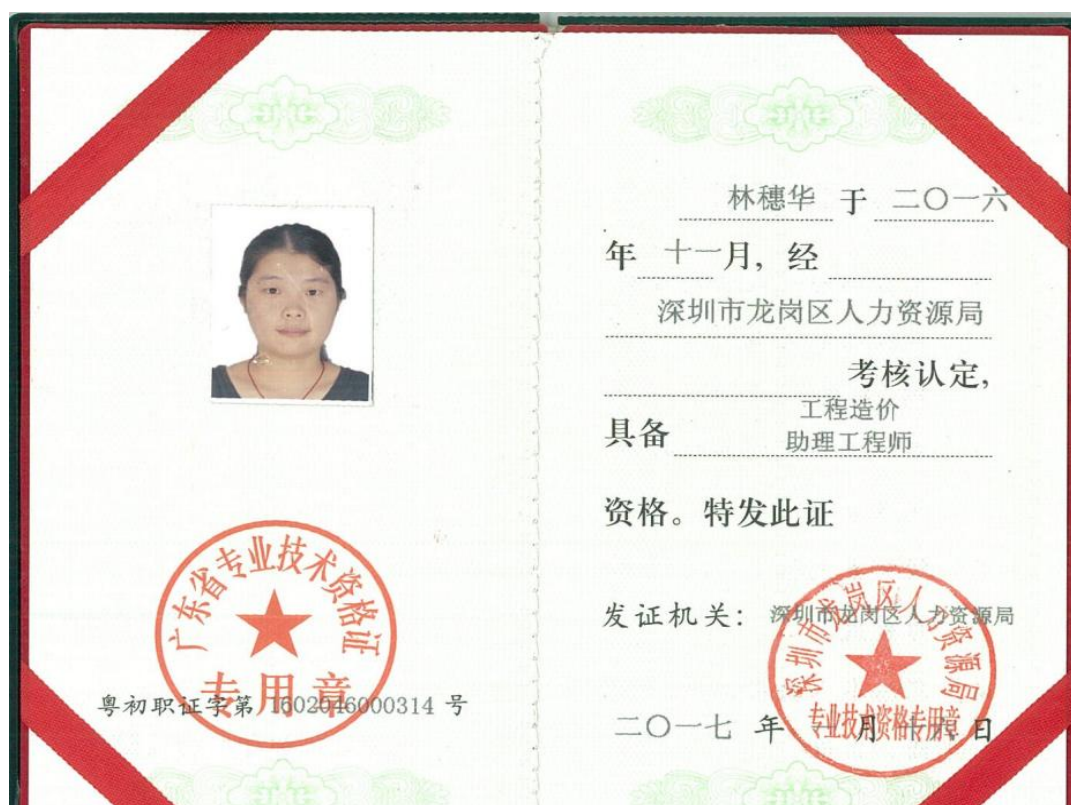 广东省专业技术资格证
专用章
粤初职证字第 1602046000314 号
林穗华 于 二〇一六
年 十一月, 经
深圳市龙岗区人力资源局
考核认定,
具备
工程造价
助理工程师
资格。特发此证
发证机关: 深圳市龙岗区人力资源局
深圳市龙岗区人力资源局
专业技术资格专用章
二〇一七 年 月 日